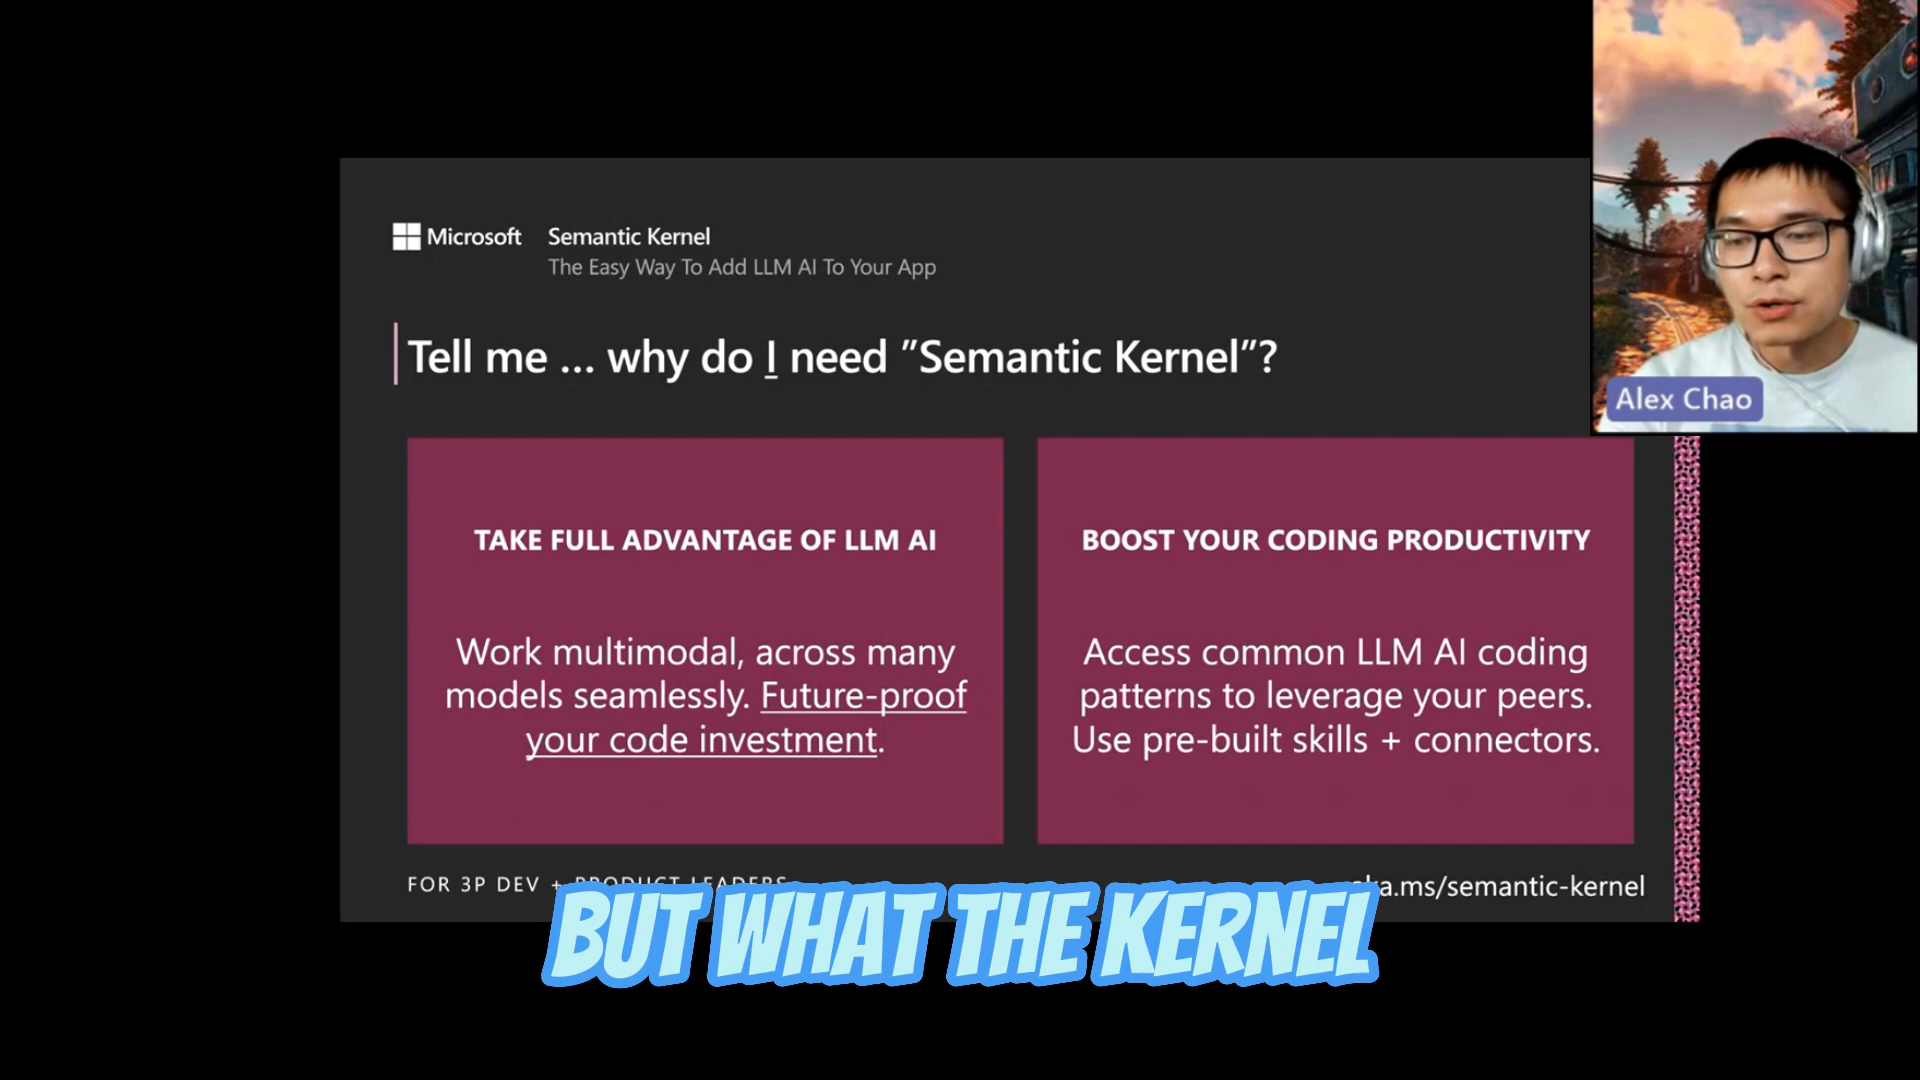 Microsoft Semantic Kernel
The Easy Way To Add LLM AI To Your App
Tell me ... why do I need ”Semantic Kernel”?
Alex Chao
TAKE FULL ADVANTAGE OF LLM AI
Work multimodal, across many
models seamlessly. Future-proof
your code investment.
BOOST YOUR CODING PRODUCTIVITY
Access common LLM AI coding
patterns to leverage your peers.
Use pre-built skills + connectors.
FOR 3P DEV + PRODUCT LEADERS
aka.ms/semantic-kernel
BUT WHAT THE KERNEL